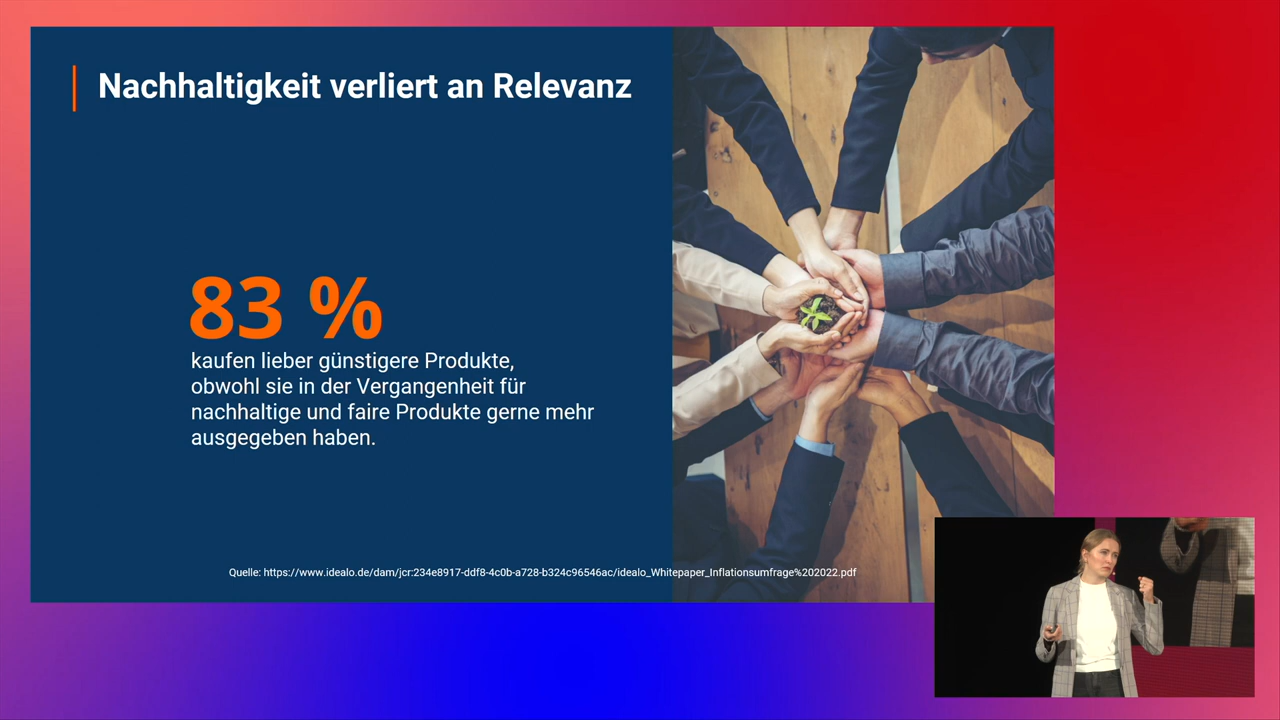 Nachhaltigkeit verliert an Relevanz
83 %
kaufen lieber günstigere Produkte,
obwohl sie in der Vergangenheit für
nachhaltige und faire Produkte gerne mehr
ausgegeben haben.
Quelle: https://www.idealo.de/dam/jcr:234e8917-ddf8-4c0b-a728-b324c96546ac/idealo_Whitepaper_Inflationsumfrage%202022.pdf